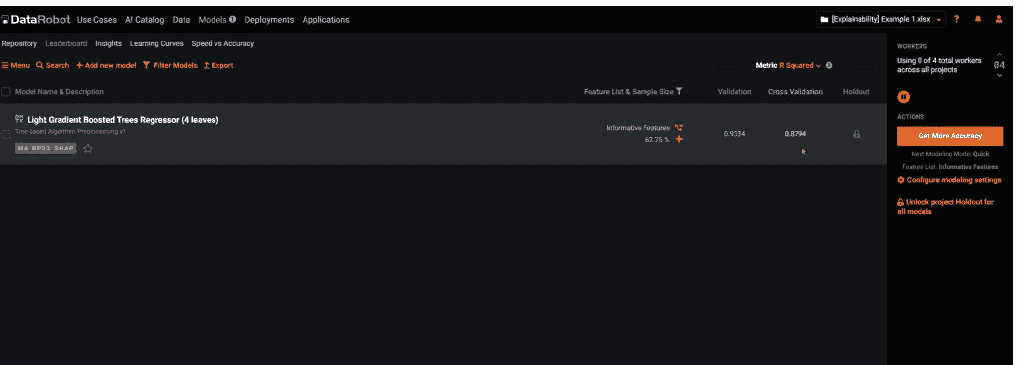 DataRobot Use Cases AI Catalog Data Models Deployments Applications [Explainability] Example 1.xlsx ?
Repository Leaderboard Insights Learning Curves Speed vs Accuracy
Menu Search + Add new model Filter Models Export Metric R Squared
Model Name & Description Feature List & Sample Size Validation Cross Validation Holdout
Light Gradient Boosted Trees Regressor (4 leaves)
Tree-based Algorithm Preprocessing v1
Informative Features
62.75 % + 0.9334 0.8794
SHAP
WORKERS
Using 0 of 4 total workers
across all projects
04
ACTIONS
Get More Accuracy
Next Modeling Mode: Quick
Feature List: Informative Features
Configure modeling settings
Unlock project Holdout for
all models